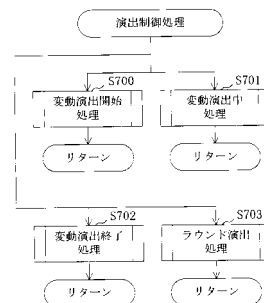 演出制御処理
S700
S701
変動演出開始
処理
変動演出中
処理
リターン
リターン
S702
S703
変動演出終了
処理
ラウンド演出
処理
リターン
リターン